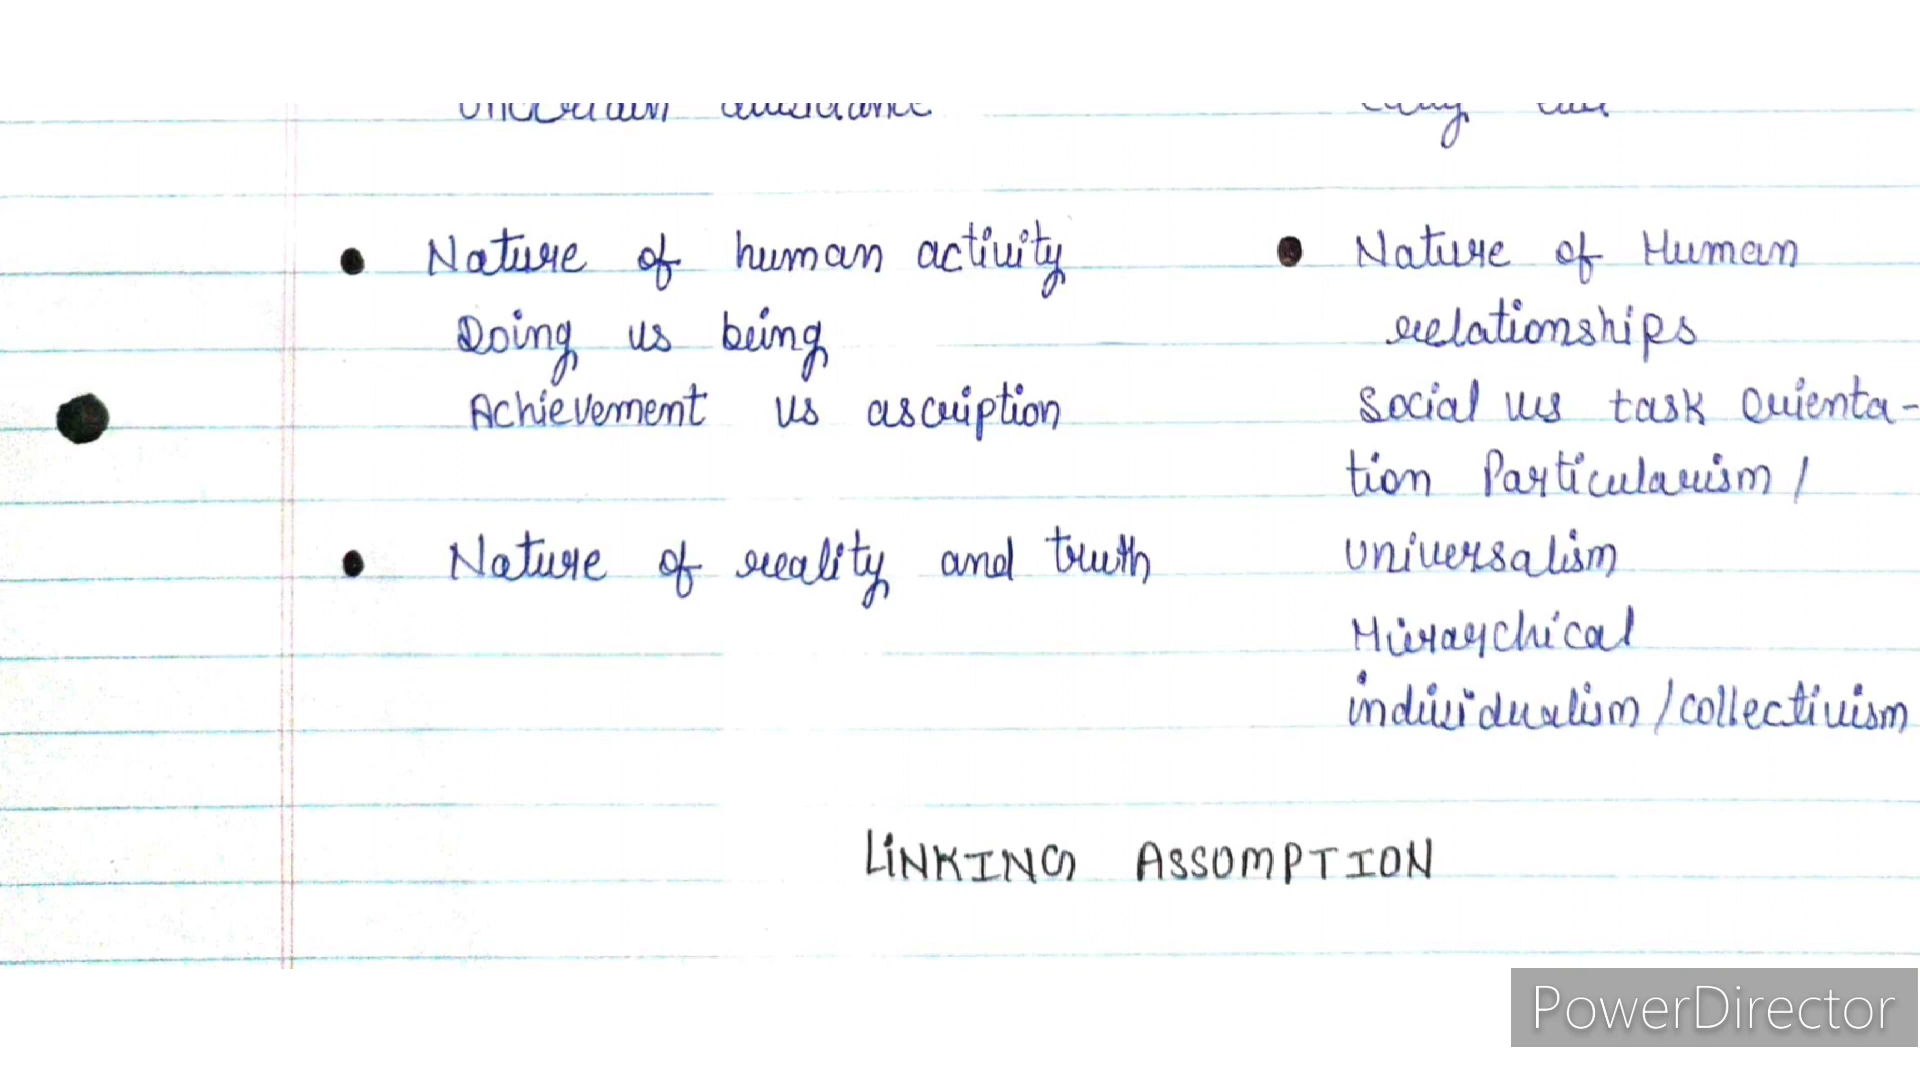 Nature of human activity
Doing vs being
Achievement vs ascription
Nature of reality and truth
Nature of Human
relationships
Social vs task Orienta-
tion Particularism /
universalism
Hierarchical
individualism / collectivism
LINKING ASSOMPTION
PowerDirector